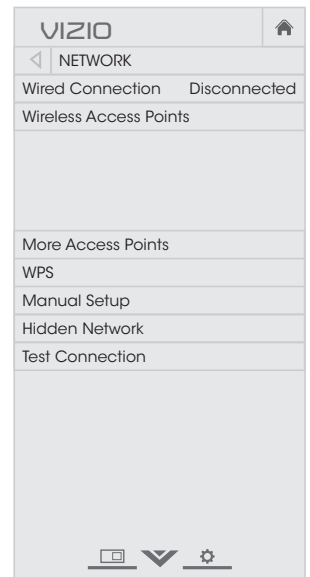 VIZIO
NETWORK
Wired Connection Disconnected
Wireless Access Points
More Access Points
WPS
Manual Setup
Hidden Network
Test Connection